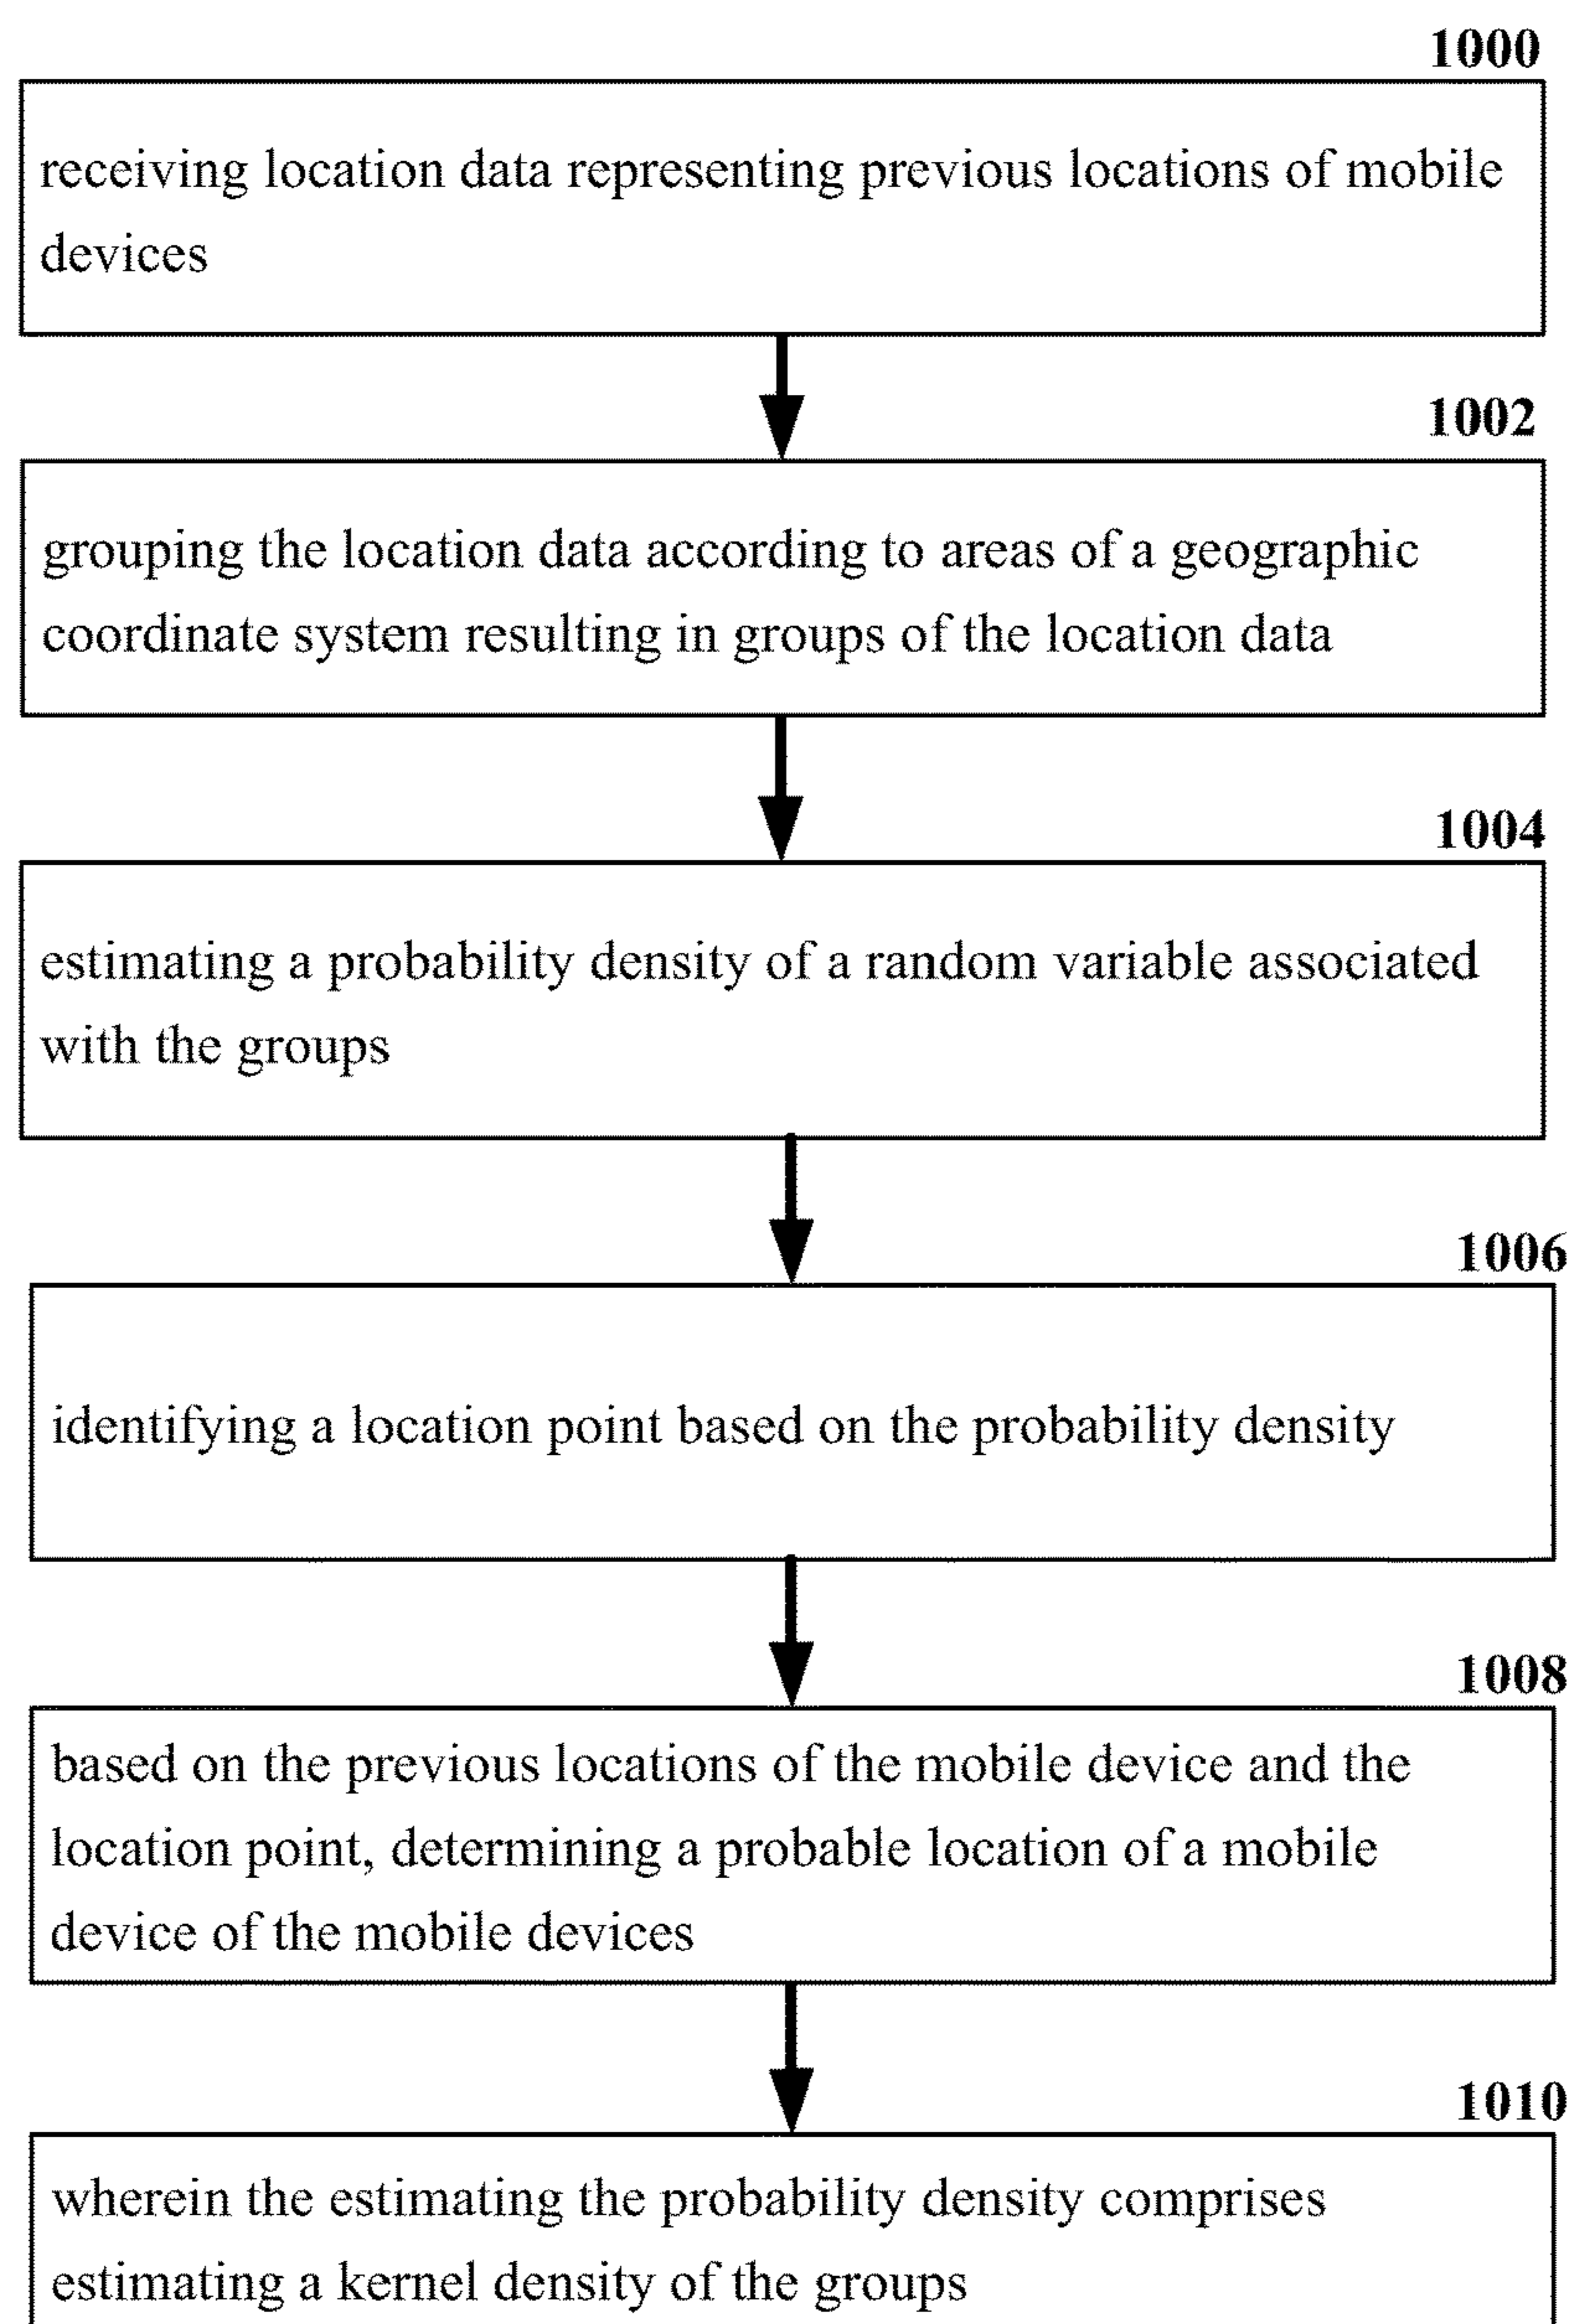 1000
receiving location data representing previous locations of mobile
devices
1002
grouping the location data according to areas of a geographic
coordinate system resulting in groups of the location data
1004
estimating a probability density of a random variable associated
with the groups
1006
identifying a location point based on the probability density
1008
based on the previous locations of the mobile device and the
location point, determining a probable location of a mobile
device of the mobile devices
1010
wherein the estimating the probability density comprises
estimating a kernel density of the groups